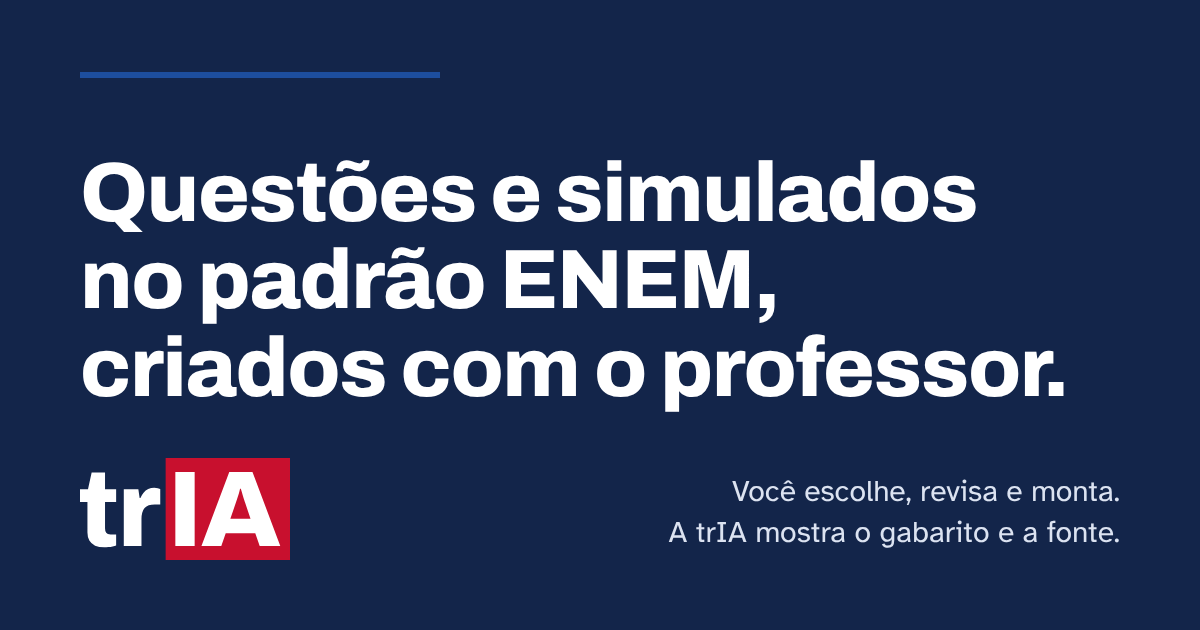 Questões e simulados
no padrão ENEM,
criados com o professor.
trIA
Você escolhe, revisa e monta.
A trIA mostra o gabarito e a fonte.